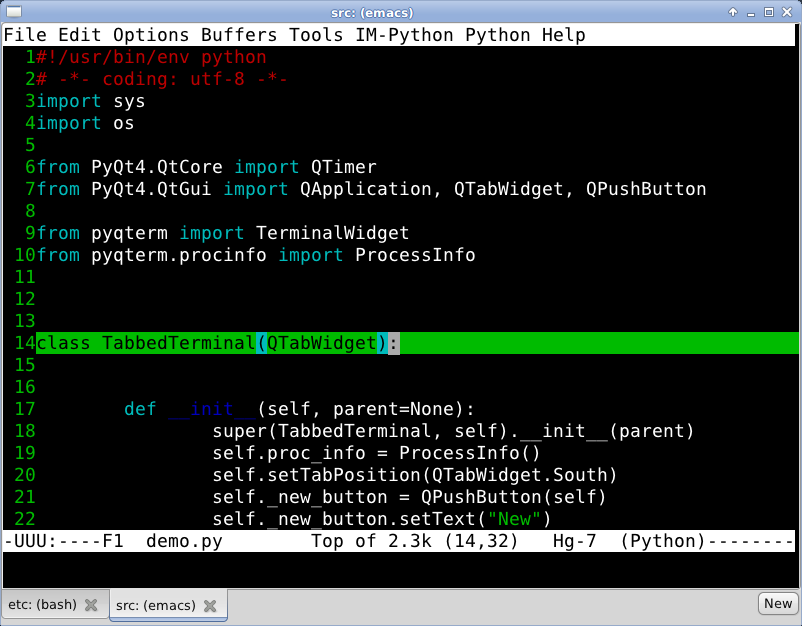 src: (emacs)
File Edit Options Buffers Tools IM-Python Python Help
1#!/usr/bin/env python
2# -*- coding: utf-8 -*-
3import sys
4import os
5
6from PyQt4.QtCore import QTimer
7from PyQt4.QtGui import QApplication, QTabWidget, QPushButton
8
9from pyqterm import TerminalWidget
10from pyqterm.procinfo import ProcessInfo
11
12
13
14class TabbedTerminal(QTabWidget):
15
16
17        def __init__(self, parent=None):
18                super(TabbedTerminal, self).__init__(parent)
19                self.proc_info = ProcessInfo()
20                self.setTabPosition(QTabWidget.South)
21                self._new_button = QPushButton(self)
22                self._new_button.setText("New")
-UUU:----F1  demo.py        Top of 2.3k (14,32)   Hg-7  (Python)--------
etc: (bash) src: (emacs) New